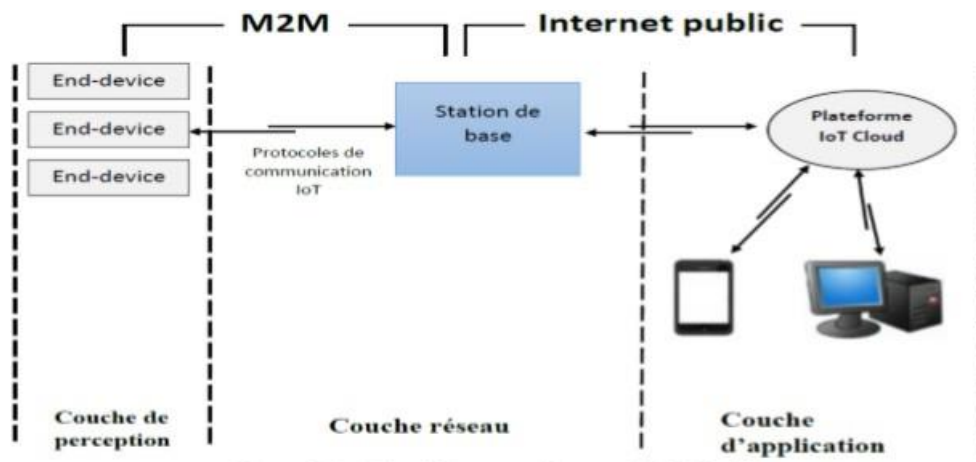 M2M
Internet public
End-device
End-device
End-device
Protocoles de
communication
IoT
Station de
base
Plateforme
IoT Cloud
Couche de
perception
Couche réseau
Couche
d'application